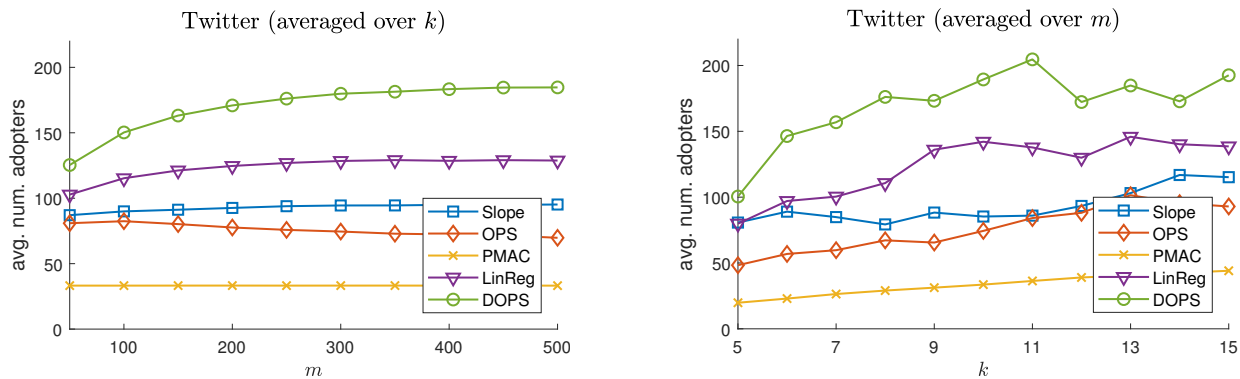 Twitter (averaged over k)
avg. num. adopters
200
150
100
50
0
100
200
300
400
500
m
Slope
OPS
PMAC
LinReg
DOPS
Twitter (averaged over m)
avg. num. adopters
200
150
100
50
0
5
7
9
11
13
15
k
Slope
OPS
PMAC
LinReg
DOPS